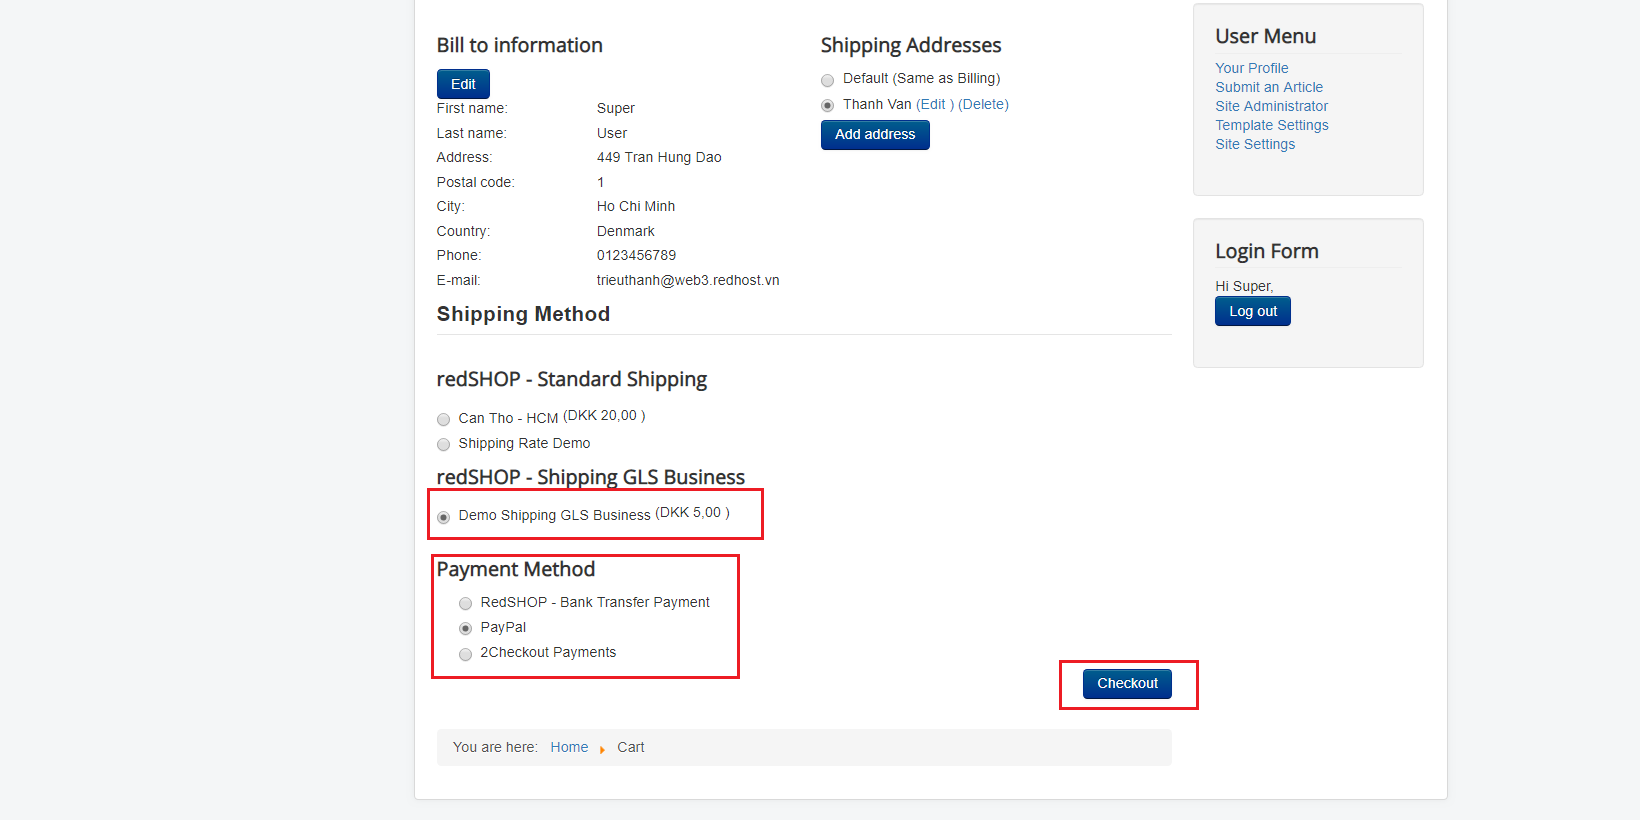 Bill to information
Edit
First name: Super
Last name: User
Address: 449 Tran Hung Dao
Postal code: 1
City: Ho Chi Minh
Country: Denmark
Phone: 0123456789
E-mail: trieuthanh@web3.redhost.vn
Shipping Addresses
Default (Same as Billing)
Thanh Van (Edit ) (Delete)
Add address
Shipping Method
redSHOP - Standard Shipping
Can Tho - HCM (DKK 20,00 )
Shipping Rate Demo
redSHOP - Shipping GLS Business
Demo Shipping GLS Business (DKK 5,00 )
Payment Method
RedSHOP - Bank Transfer Payment
PayPal
2Checkout Payments
Checkout
You are here: Home Cart
User Menu
Your Profile
Submit an Article
Site Administrator
Template Settings
Site Settings
Login Form
Hi Super,
Log out